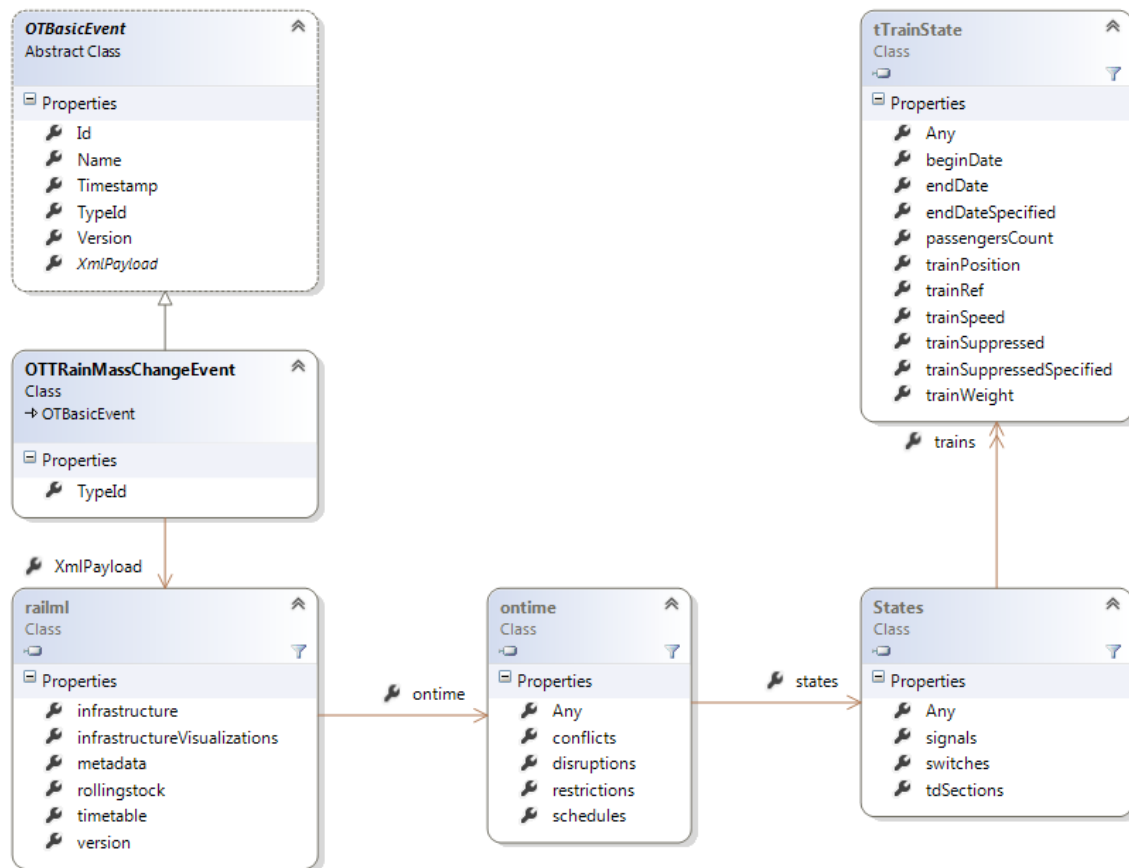 OTBasicEvent
Abstract Class
Properties
Id
Name
Timestamp
TypeId
Version
XmlPayload
OTTRainMassChangeEvent
Class
OTBasicEvent
Properties
TypeId
XmlPayload
railml
Class
Properties
infrastructure
infrastructureVisualizations
metadata
rollingstock
timetable
version
ontime
ontime
Class
Properties
Any
conflicts
disruptions
restrictions
schedules
states
States
Class
Properties
Any
signals
switches
tdSections
trains
tTrainState
Class
Properties
Any
beginDate
endDate
endDateSpecified
passengersCount
trainPosition
trainRef
trainSpeed
trainSuppressed
trainSuppressedSpecified
trainWeight